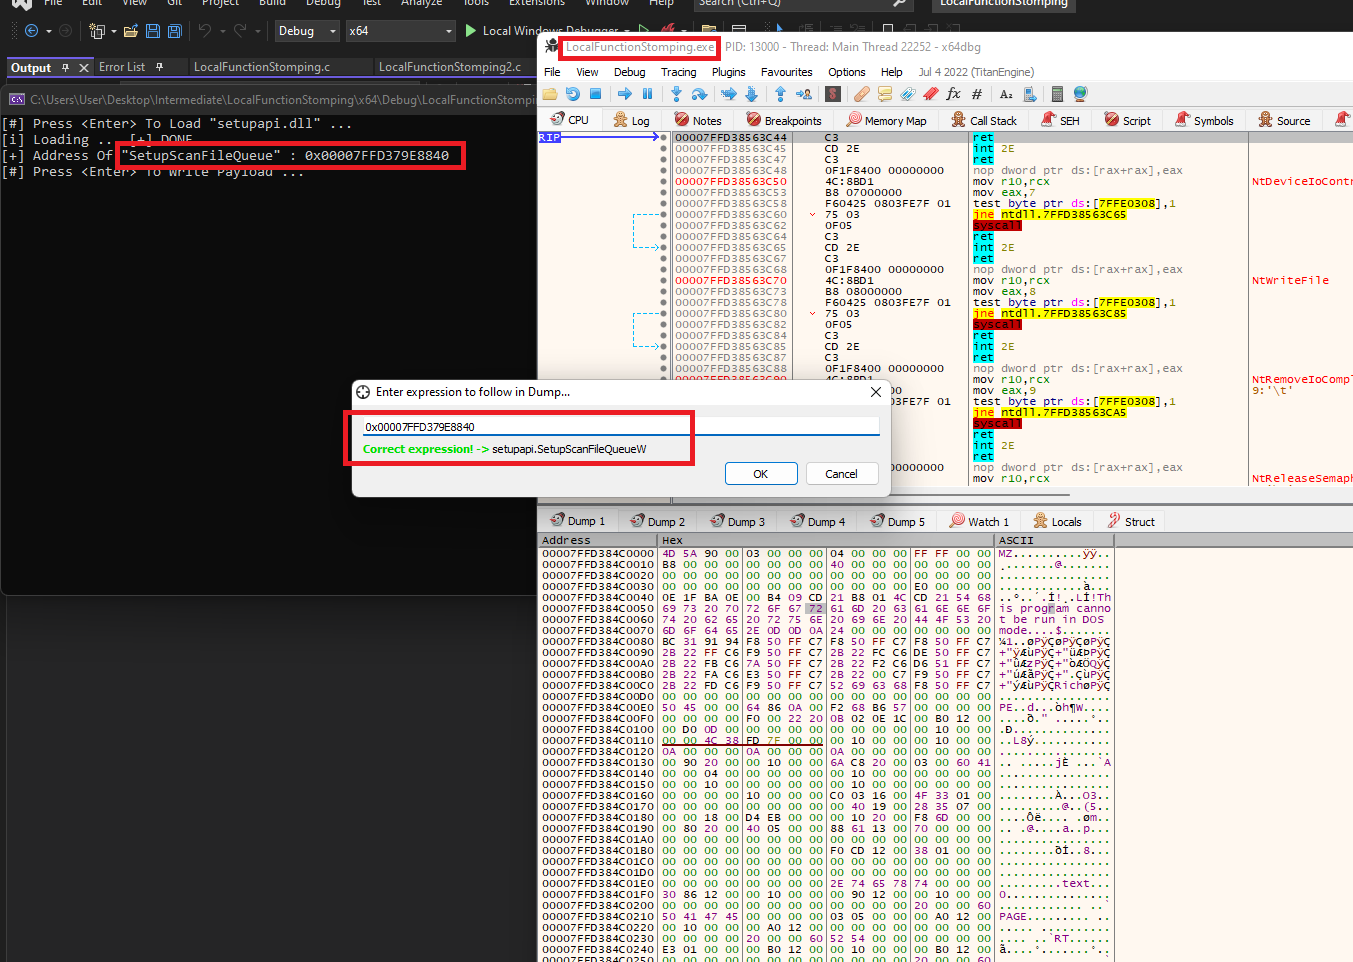 File Edit View Git Project Build Debug Test Analyze Tools Extensions Window Help Search (Ctrl+Q) LocalFunctionStomping
Debug x64 Local Windows Debugger
Output Error List LocalFunctionStomping.c LocalFunctionStomping2.c
C:\Users\User\Desktop\Intermediate\LocalFunctionStomping\x64\Debug\LocalFunctionStompin
[#] Press <Enter> To Load "setupapi.dll" ...
[i] Loading ... [+] DONE
[+] Address Of "SetupScanFileQueue" : 0x00007FFD379E8840
[#] Press <Enter> To Write Payload ...
LocalFunctionStomping.exe PID: 13000 - Thread: Main Thread 22252 - x64dbg
File View Debug Tracing Plugins Favourites Options Help Jul 4 2022 (TitanEngine)
CPU Log Notes Breakpoints Memory Map Call Stack SEH Script Symbols Source
RIP
00007FFD38563C44 C3 ret
00007FFD38563C45 CD 2E int 2E
00007FFD38563C47 C3 ret
00007FFD38563C48 0F1F8400 00000000 nop dword ptr ds:[rax+rax],eax
00007FFD38563C50 4C:8BD1 mov r10,rcx NtDeviceIoContr
00007FFD38563C53 B8 07000000 mov eax,7
00007FFD38563C58 F60425 0803FE7F 01 test byte ptr ds:[7FFE0308],1
00007FFD38563C60 75 03 jne ntdll.7FFD38563C65
00007FFD38563C62 0F05 syscall
00007FFD38563C64 C3 ret
00007FFD38563C65 CD 2E int 2E
00007FFD38563C67 C3 ret
00007FFD38563C68 0F1F8400 00000000 nop dword ptr ds:[rax+rax],eax
00007FFD38563C70 4C:8BD1 mov r10,rcx NtWriteFile
00007FFD38563C73 B8 08000000 mov eax,8
00007FFD38563C78 F60425 0803FE7F 01 test byte ptr ds:[7FFE0308],1
00007FFD38563C80 75 03 jne ntdll.7FFD38563C85
00007FFD38563C82 0F05 syscall
00007FFD38563C84 C3 ret
00007FFD38563C85 CD 2E int 2E
00007FFD38563C87 C3 ret
00007FFD38563C88 0F1F8400 00000000 nop dword ptr ds:[rax+rax],eax
00007FFD38563C90 4C:8BD1 mov r10,rcx NtRemoveIoCompl
000000 mov eax,9 9:'\t'
03FE7F 01 test byte ptr ds:[7FFE0308],1
jne ntdll.7FFD38563CA5
syscall
ret
int 2E
ret
00000000 nop dword ptr ds:[rax+rax],eax
mov r10,rcx NtReleaseSemaph
Enter expression to follow in Dump...
0x00007FFD379E8840
Correct expression! -> setupapi.SetupScanFileQueueW
OK Cancel
Dump 1 Dump 2 Dump 3 Dump 4 Dump 5 Watch 1 Locals Struct
Address Hex ASCII
00007FFD384C0000 4D 5A 90 00 03 00 00 00 04 00 00 00 FF FF 00 00 MZ..........ÿÿ..
00007FFD384C0010 B8 00 00 00 00 00 00 00 40 00 00 00 00 00 00 00 ¸.......@.......
00007FFD384C0020 00 00 00 00 00 00 00 00 00 00 00 00 00 00 00 00 ................
00007FFD384C0030 00 00 00 00 00 00 00 00 00 00 00 00 E0 00 00 00 ............à...
00007FFD384C0040 0E 1F BA 0E 00 B4 09 CD 21 B8 01 4C CD 21 54 68 ..º..´.Í!¸.LÍ!Th
00007FFD384C0050 69 73 20 70 72 6F 67 72 61 6D 20 63 61 6E 6E 6F is program canno
00007FFD384C0060 74 20 62 65 20 72 75 6E 20 69 6E 20 44 4F 53 20 t be run in DOS
00007FFD384C0070 6D 6F 64 65 2E 0D 0D 0A 24 00 00 00 00 00 00 00 mode....$.......
00007FFD384C0080 BC 31 91 94 F8 50 FF C7 F8 50 FF C7 F8 50 FF C7 ¼1..øPÿÇøPÿÇøPÿÇ
00007FFD384C0090 2B 22 FF C6 F9 50 FF C7 2B 22 FC C6 DE 50 FF C7 +"ÿÆùPÿÇ+"üÆÞPÿÇ
00007FFD384C00A0 2B 22 FB C6 7A 50 FF C7 2B 22 F2 C6 D6 51 FF C7 +"ûÆzPÿÇ+"òÆÖQÿÇ
00007FFD384C00B0 2B 22 FA C6 E3 50 FF C7 2B 22 00 C7 F9 50 FF C7 +"úÆãPÿÇ+".ÇùPÿÇ
00007FFD384C00C0 2B 22 FD C6 F9 50 FF C7 52 69 63 68 F8 50 FF C7 +"ýÆùPÿÇRichøPÿÇ
00007FFD384C00D0 00 00 00 00 00 00 00 00 00 00 00 00 00 00 00 00 ................
00007FFD384C00E0 50 45 00 00 64 86 0A 00 F2 68 B6 57 00 00 00 00 PE..d...òh¶W....
00007FFD384C00F0 00 00 00 00 F0 00 22 20 0B 02 0E 1C 00 B0 12 00 ....ð." .....°..
00007FFD384C0100 00 D0 0D 00 00 00 00 00 00 00 00 00 00 10 00 00 .Ð..............
00007FFD384C0110 00 00 4C 38 FD 7F 00 00 00 10 00 00 00 10 00 00 ..L8ý...........
00007FFD384C0120 0A 00 00 00 0A 00 00 00 0A 00 00 00 00 00 00 00 ................
00007FFD384C0130 00 90 20 00 00 10 00 00 6A C8 20 00 03 00 60 41 .. .....jÈ ...`A
00007FFD384C0140 00 00 04 00 00 00 00 00 00 10 00 00 00 00 00 00 ................
00007FFD384C0150 00 00 10 00 00 00 00 00 00 10 00 00 00 00 00 00 ................
00007FFD384C0160 00 00 00 00 10 00 00 00 C0 03 16 00 4F 33 01 00 ........À...O3..
00007FFD384C0170 00 00 00 00 00 00 00 00 00 40 19 00 28 35 07 00 .........@..(5..
00007FFD384C0180 00 00 18 00 D4 EB 00 00 00 10 20 00 F8 6D 00 00 ....Ôë.... .øm..
00007FFD384C0190 00 80 20 00 40 05 00 00 88 61 13 00 70 00 00 00 .. .@....a..p...
00007FFD384C01A0 00 00 00 00 00 00 00 00 00 00 00 00 00 00 00 00 ................
00007FFD384C01B0 00 00 00 00 00 00 00 00 F0 CD 12 00 38 01 00 00 ........ðÍ..8...
00007FFD384C01C0 00 00 00 00 00 00 00 00 00 00 00 00 00 00 00 00 ................
00007FFD384C01D0 00 00 00 00 00 00 00 00 00 00 00 00 00 00 00 00 ................
00007FFD384C01E0 00 00 00 00 00 00 00 00 2E 74 65 78 74 00 00 00 .........text...
00007FFD384C01F0 30 86 12 00 00 10 00 00 00 90 12 00 00 10 00 00 0...............
00007FFD384C0200 00 00 00 00 00 00 00 00 00 00 00 00 20 00 00 60 ............ ..`
00007FFD384C0210 50 41 47 45 00 00 00 00 03 05 00 00 00 A0 12 00 PAGE......... ..
00007FFD384C0220 00 10 00 00 00 A0 12 00 00 00 00 00 00 00 00 00 ..... ..........
00007FFD384C0230 00 00 00 00 20 00 00 60 52 54 00 00 00 00 00 00 .... ..`RT......
00007FFD384C0240 E3 01 00 00 00 B0 12 00 00 10 00 00 00 B0 12 00 ã....°.......°..